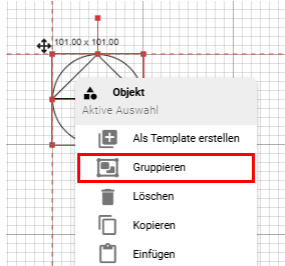 101.00 x 101.00
Objekt
Aktive Auswahl
Als Template erstellen
Gruppieren
Löschen
Kopieren
Einfügen